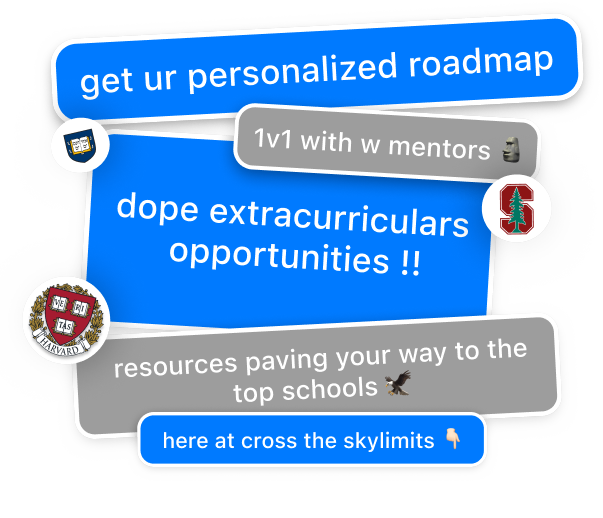 get ur personalized roadmap
1v1 with w mentors 🗿
dope extracurriculars
opportunities !!
VE RI
TAS
HARVARD
resources paving your way to the
top schools 🦅
here at cross the skylimits 👇🏻